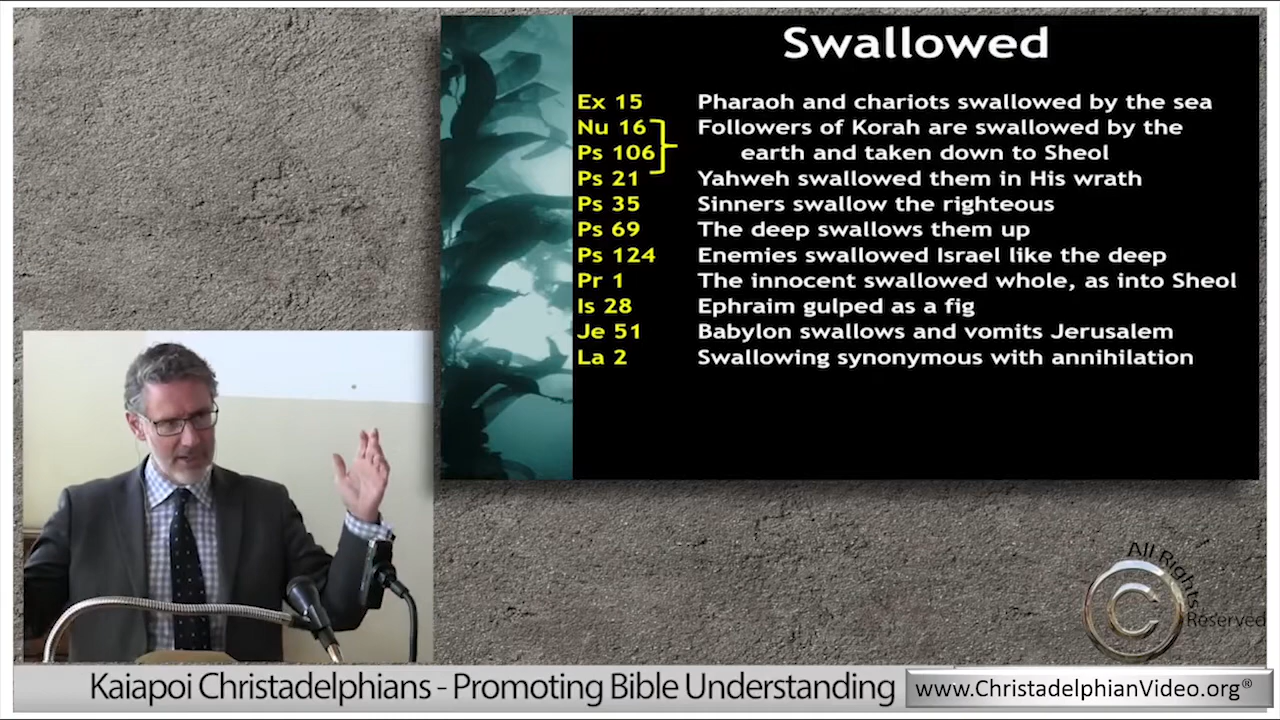 Swallowed
Ex 15 Pharaoh and chariots swallowed by the sea
Nu 16 Followers of Korah are swallowed by the
Ps 106 earth and taken down to Sheol
Ps 21 Yahweh swallowed them in His wrath
Ps 35 Sinners swallow the righteous
Ps 69 The deep swallows them up
Ps 124 Enemies swallowed Israel like the deep
Pr 1 The innocent swallowed whole, as into Sheol
Is 28 Ephraim gulped as a fig
Je 51 Babylon swallows and vomits Jerusalem
La 2 Swallowing synonymous with annihilation
All Rights
C
Reserved
Kaiapoi Christadelphians - Promoting Bible Understanding
www.ChristadelphianVideo.org®